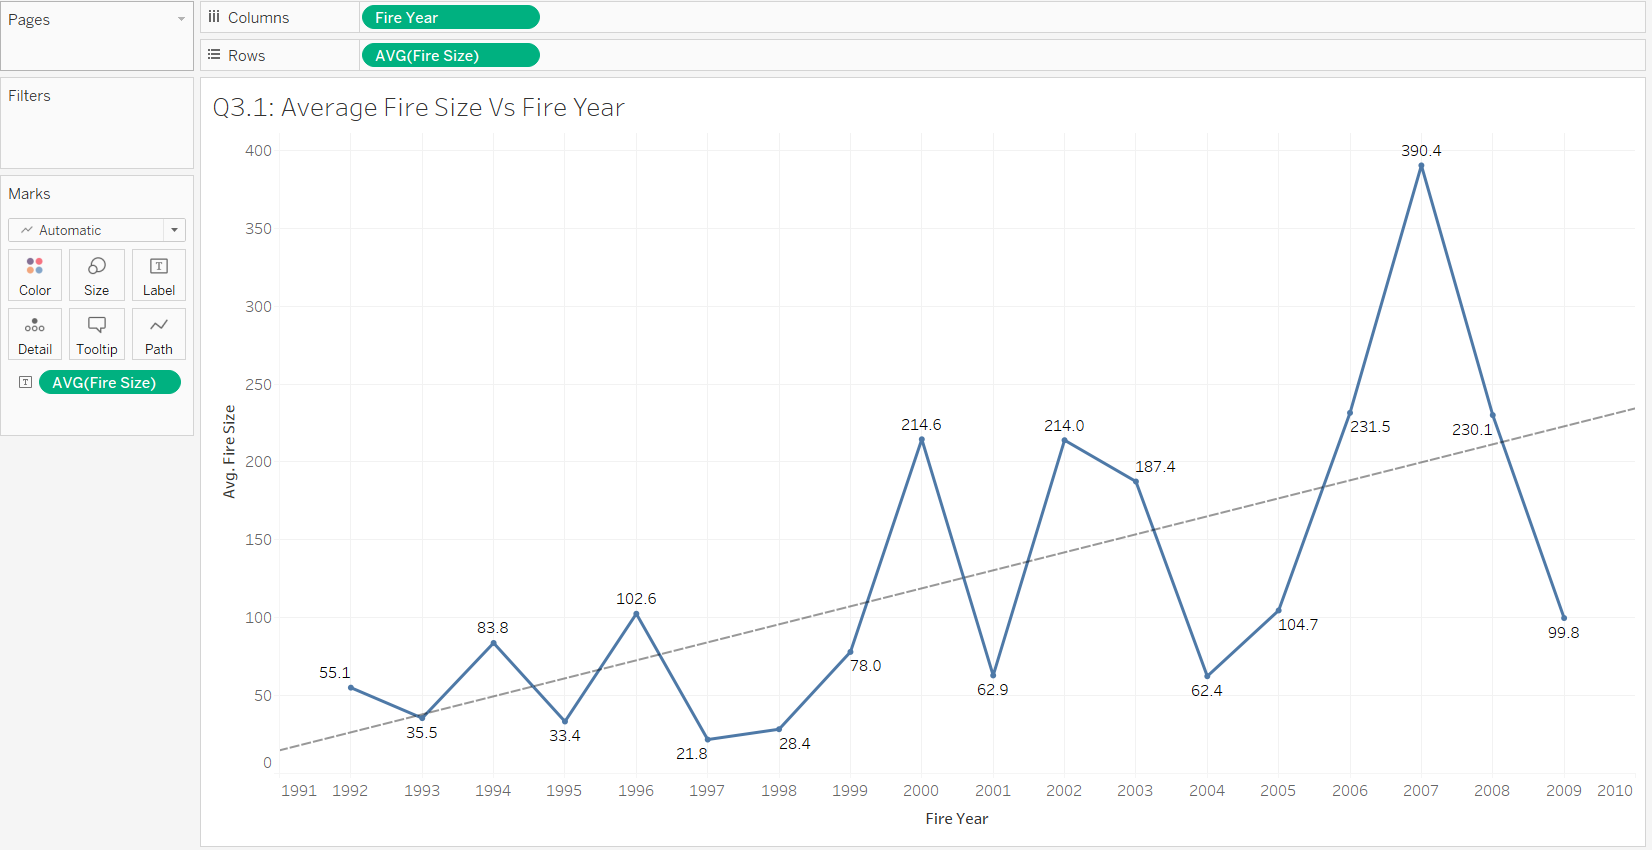 Pages
Columns
Fire Year
Rows
AVG(Fire Size)
Filters
Marks
Automatic
Color
Size
Label
Detail
Tooltip
Path
AVG(Fire Size)
Q3.1: Average Fire Size Vs Fire Year
400
350
300
250
200
150
100
50
0
Avg. Fire Size
55.1
35.5
83.8
33.4
102.6
21.8
28.4
78.0
214.6
62.9
214.0
187.4
62.4
104.7
231.5
390.4
230.1
99.8
1991 1992 1993 1994 1995 1996 1997 1998 1999 2000 2001 2002 2003 2004 2005 2006 2007 2008 2009 2010
Fire Year